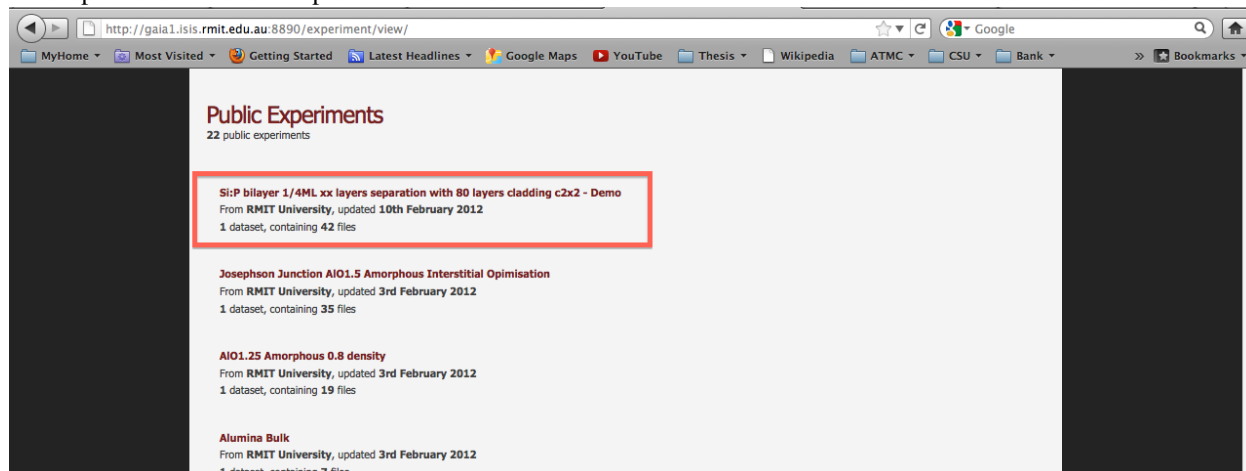 http://gaia1.isis.rmit.edu.au:8890/experiment/view/ Google
MyHome Most Visited Getting Started Latest Headlines Google Maps YouTube Thesis Wikipedia ATMC CSU Bank » Bookmarks
Public Experiments
22 public experiments
Si:P bilayer 1/4ML xx layers separation with 80 layers cladding c2x2 - Demo
From RMIT University, updated 10th February 2012
1 dataset, containing 42 files
Josephson Junction AlO1.5 Amorphous Interstitial Opimisation
From RMIT University, updated 3rd February 2012
1 dataset, containing 35 files
AlO1.25 Amorphous 0.8 density
From RMIT University, updated 3rd February 2012
1 dataset, containing 19 files
Alumina Bulk
From RMIT University, updated 3rd February 2012
1 dataset, containing 7 files